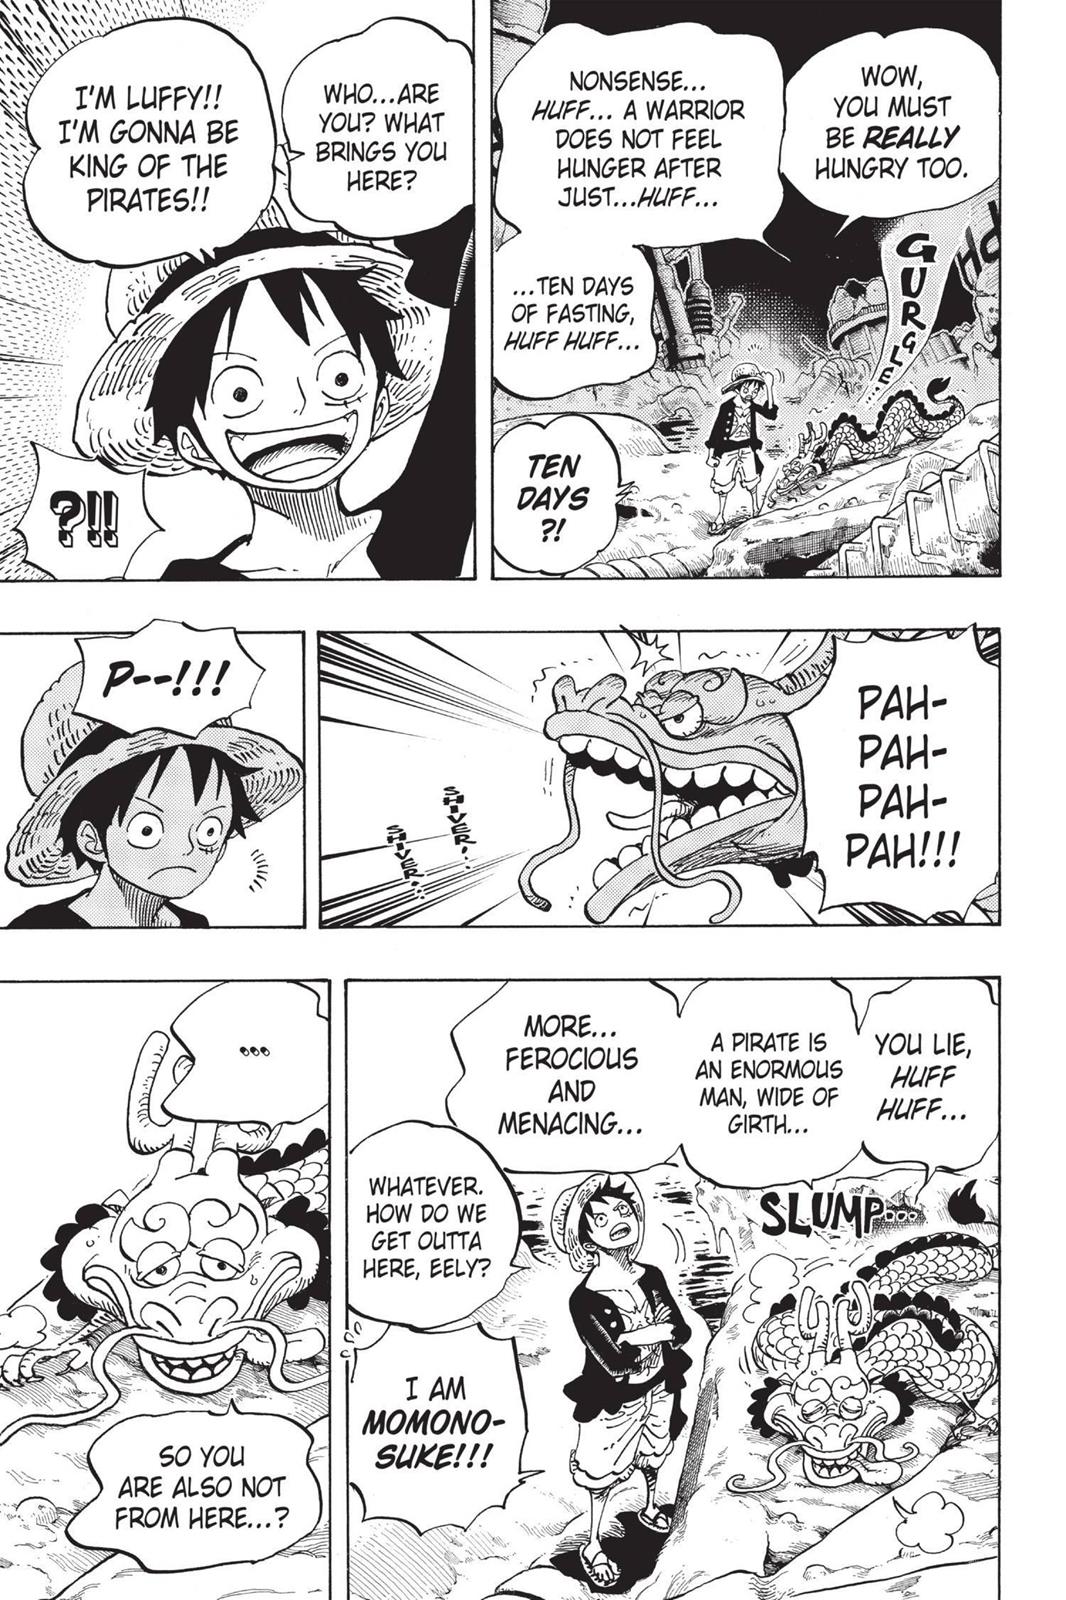 WOW,
YOU MUST
BE REALLY
HUNGRY TOO.
GURGLE...
NONSENSE...
HUFF... A WARRIOR
DOES NOT FEEL
HUNGER AFTER
JUST...HUFF...
...TEN DAYS
OF FASTING,
HUFF HUFF...
TEN
DAYS
?!
WHO...ARE
YOU? WHAT
BRINGS YOU
HERE?
I'M LUFFY!!
I'M GONNA BE
KING OF THE
PIRATES!!
?!!
PAH-
PAH-
PAH-
PAH!!!
SHIVER!...
SHIVER!...
P--!!!
YOU LIE,
HUFF
HUFF...
A PIRATE IS
AN ENORMOUS
MAN, WIDE OF
GIRTH...
MORE...
FEROCIOUS
AND
MENACING...
SLUMP...
WHATEVER.
HOW DO WE
GET OUTTA
HERE, EELY?
I AM
MOMONO-
SUKE!!!
...
SO YOU
ARE ALSO NOT
FROM HERE...?